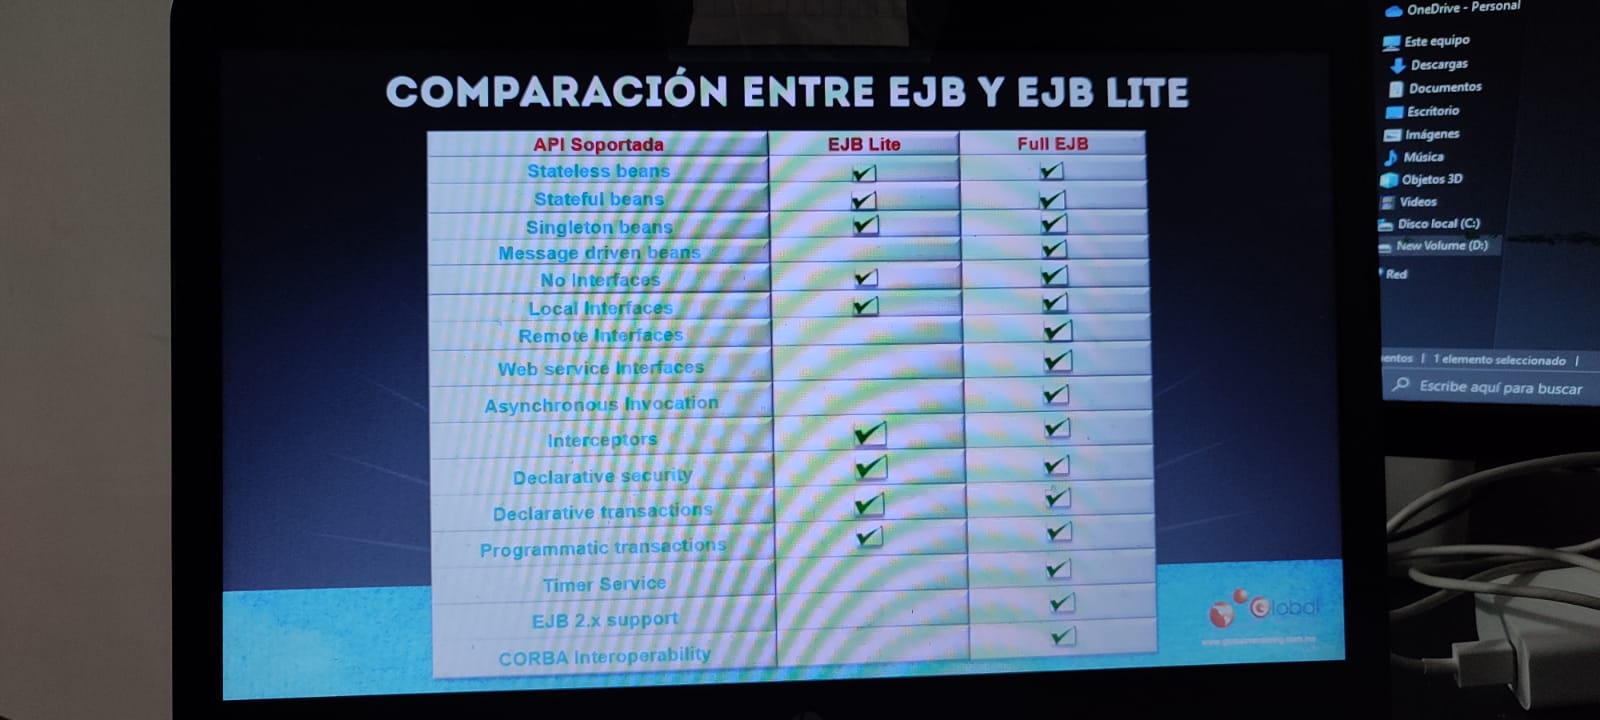 COMPARACIÓN ENTRE EJB Y EJB LITE
API Soportada EJB Lite Full EJB
Stateless beans
Stateful beans
Singleton beans
Message driven beans
No Interfaces
Local Interfaces
Remote Interfaces
Web service Interfaces
Asynchronous Invocation
Interceptors
Declarative security
Declarative transactions
Programmatic transactions
Timer Service
EJB 2.x support
CORBA Interoperability
Global
OneDrive - Personal
Este equipo
Descargas
Documentos
Escritorio
Imágenes
Música
Objetos 3D
Videos
Disco local (C:)
New Volume (D:)
Red
1 elemento seleccionado
Escribe aquí para buscar